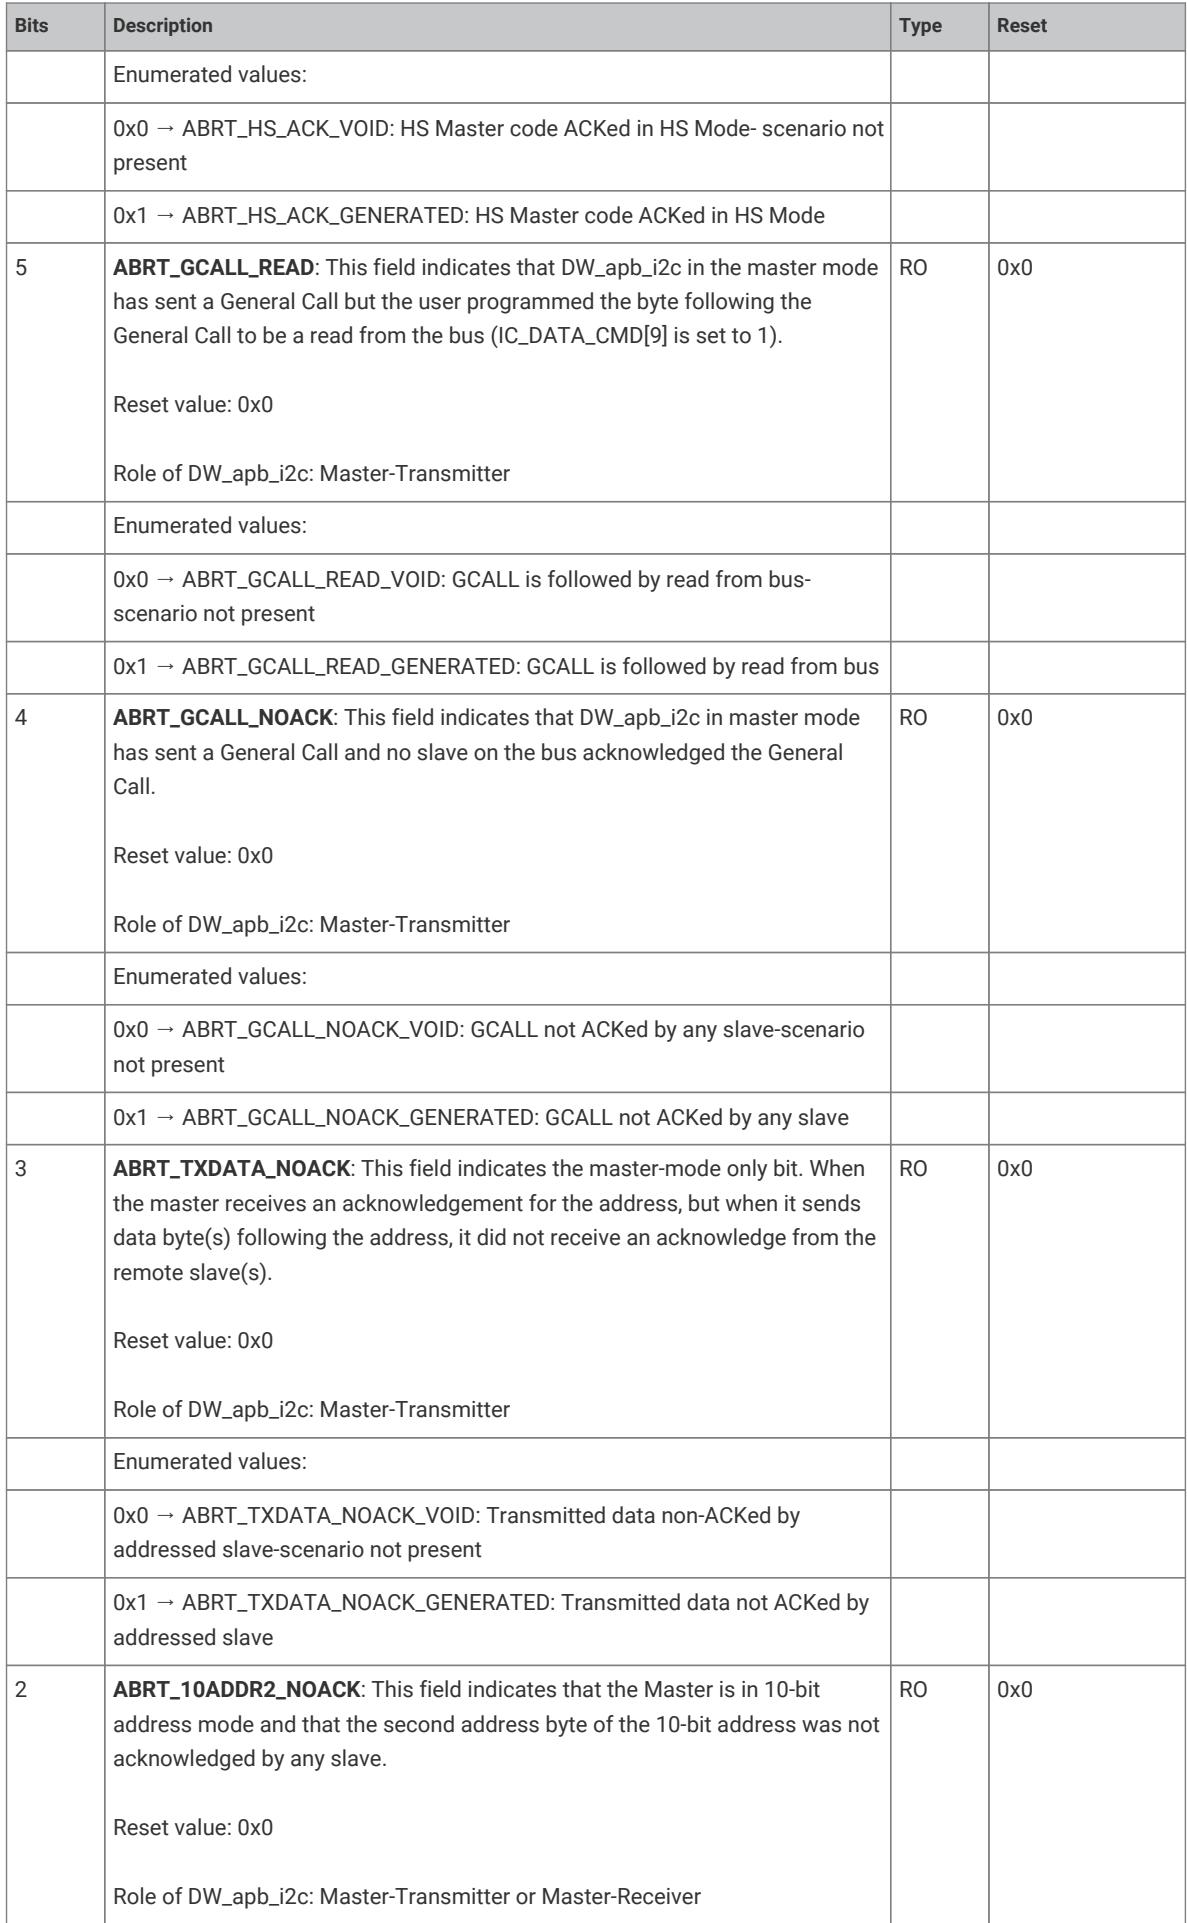 Bits Description Type Reset
Enumerated values:
0x0 → ABRT_HS_ACK_VOID: HS Master code ACKed in HS Mode- scenario not
present
0x1 → ABRT_HS_ACK_GENERATED: HS Master code ACKed in HS Mode
5 ABRT_GCALL_READ: This field indicates that DW_apb_i2c in the master mode RO 0x0
has sent a General Call but the user programmed the byte following the
General Call to be a read from the bus (IC_DATA_CMD[9] is set to 1).
Reset value: 0x0
Role of DW_apb_i2c: Master-Transmitter
Enumerated values:
0x0 → ABRT_GCALL_READ_VOID: GCALL is followed by read from bus-
scenario not present
0x1 → ABRT_GCALL_READ_GENERATED: GCALL is followed by read from bus
4 ABRT_GCALL_NOACK: This field indicates that DW_apb_i2c in master mode RO 0x0
has sent a General Call and no slave on the bus acknowledged the General
Call.
Reset value: 0x0
Role of DW_apb_i2c: Master-Transmitter
Enumerated values:
0x0 → ABRT_GCALL_NOACK_VOID: GCALL not ACKed by any slave-scenario
not present
0x1 → ABRT_GCALL_NOACK_GENERATED: GCALL not ACKed by any slave
3 ABRT_TXDATA_NOACK: This field indicates the master-mode only bit. When RO 0x0
the master receives an acknowledgement for the address, but when it sends
data byte(s) following the address, it did not receive an acknowledge from the
remote slave(s).
Reset value: 0x0
Role of DW_apb_i2c: Master-Transmitter
Enumerated values:
0x0 → ABRT_TXDATA_NOACK_VOID: Transmitted data non-ACKed by
addressed slave-scenario not present
0x1 → ABRT_TXDATA_NOACK_GENERATED: Transmitted data not ACKed by
addressed slave
2 ABRT_10ADDR2_NOACK: This field indicates that the Master is in 10-bit RO 0x0
address mode and that the second address byte of the 10-bit address was not
acknowledged by any slave.
Reset value: 0x0
Role of DW_apb_i2c: Master-Transmitter or Master-Receiver